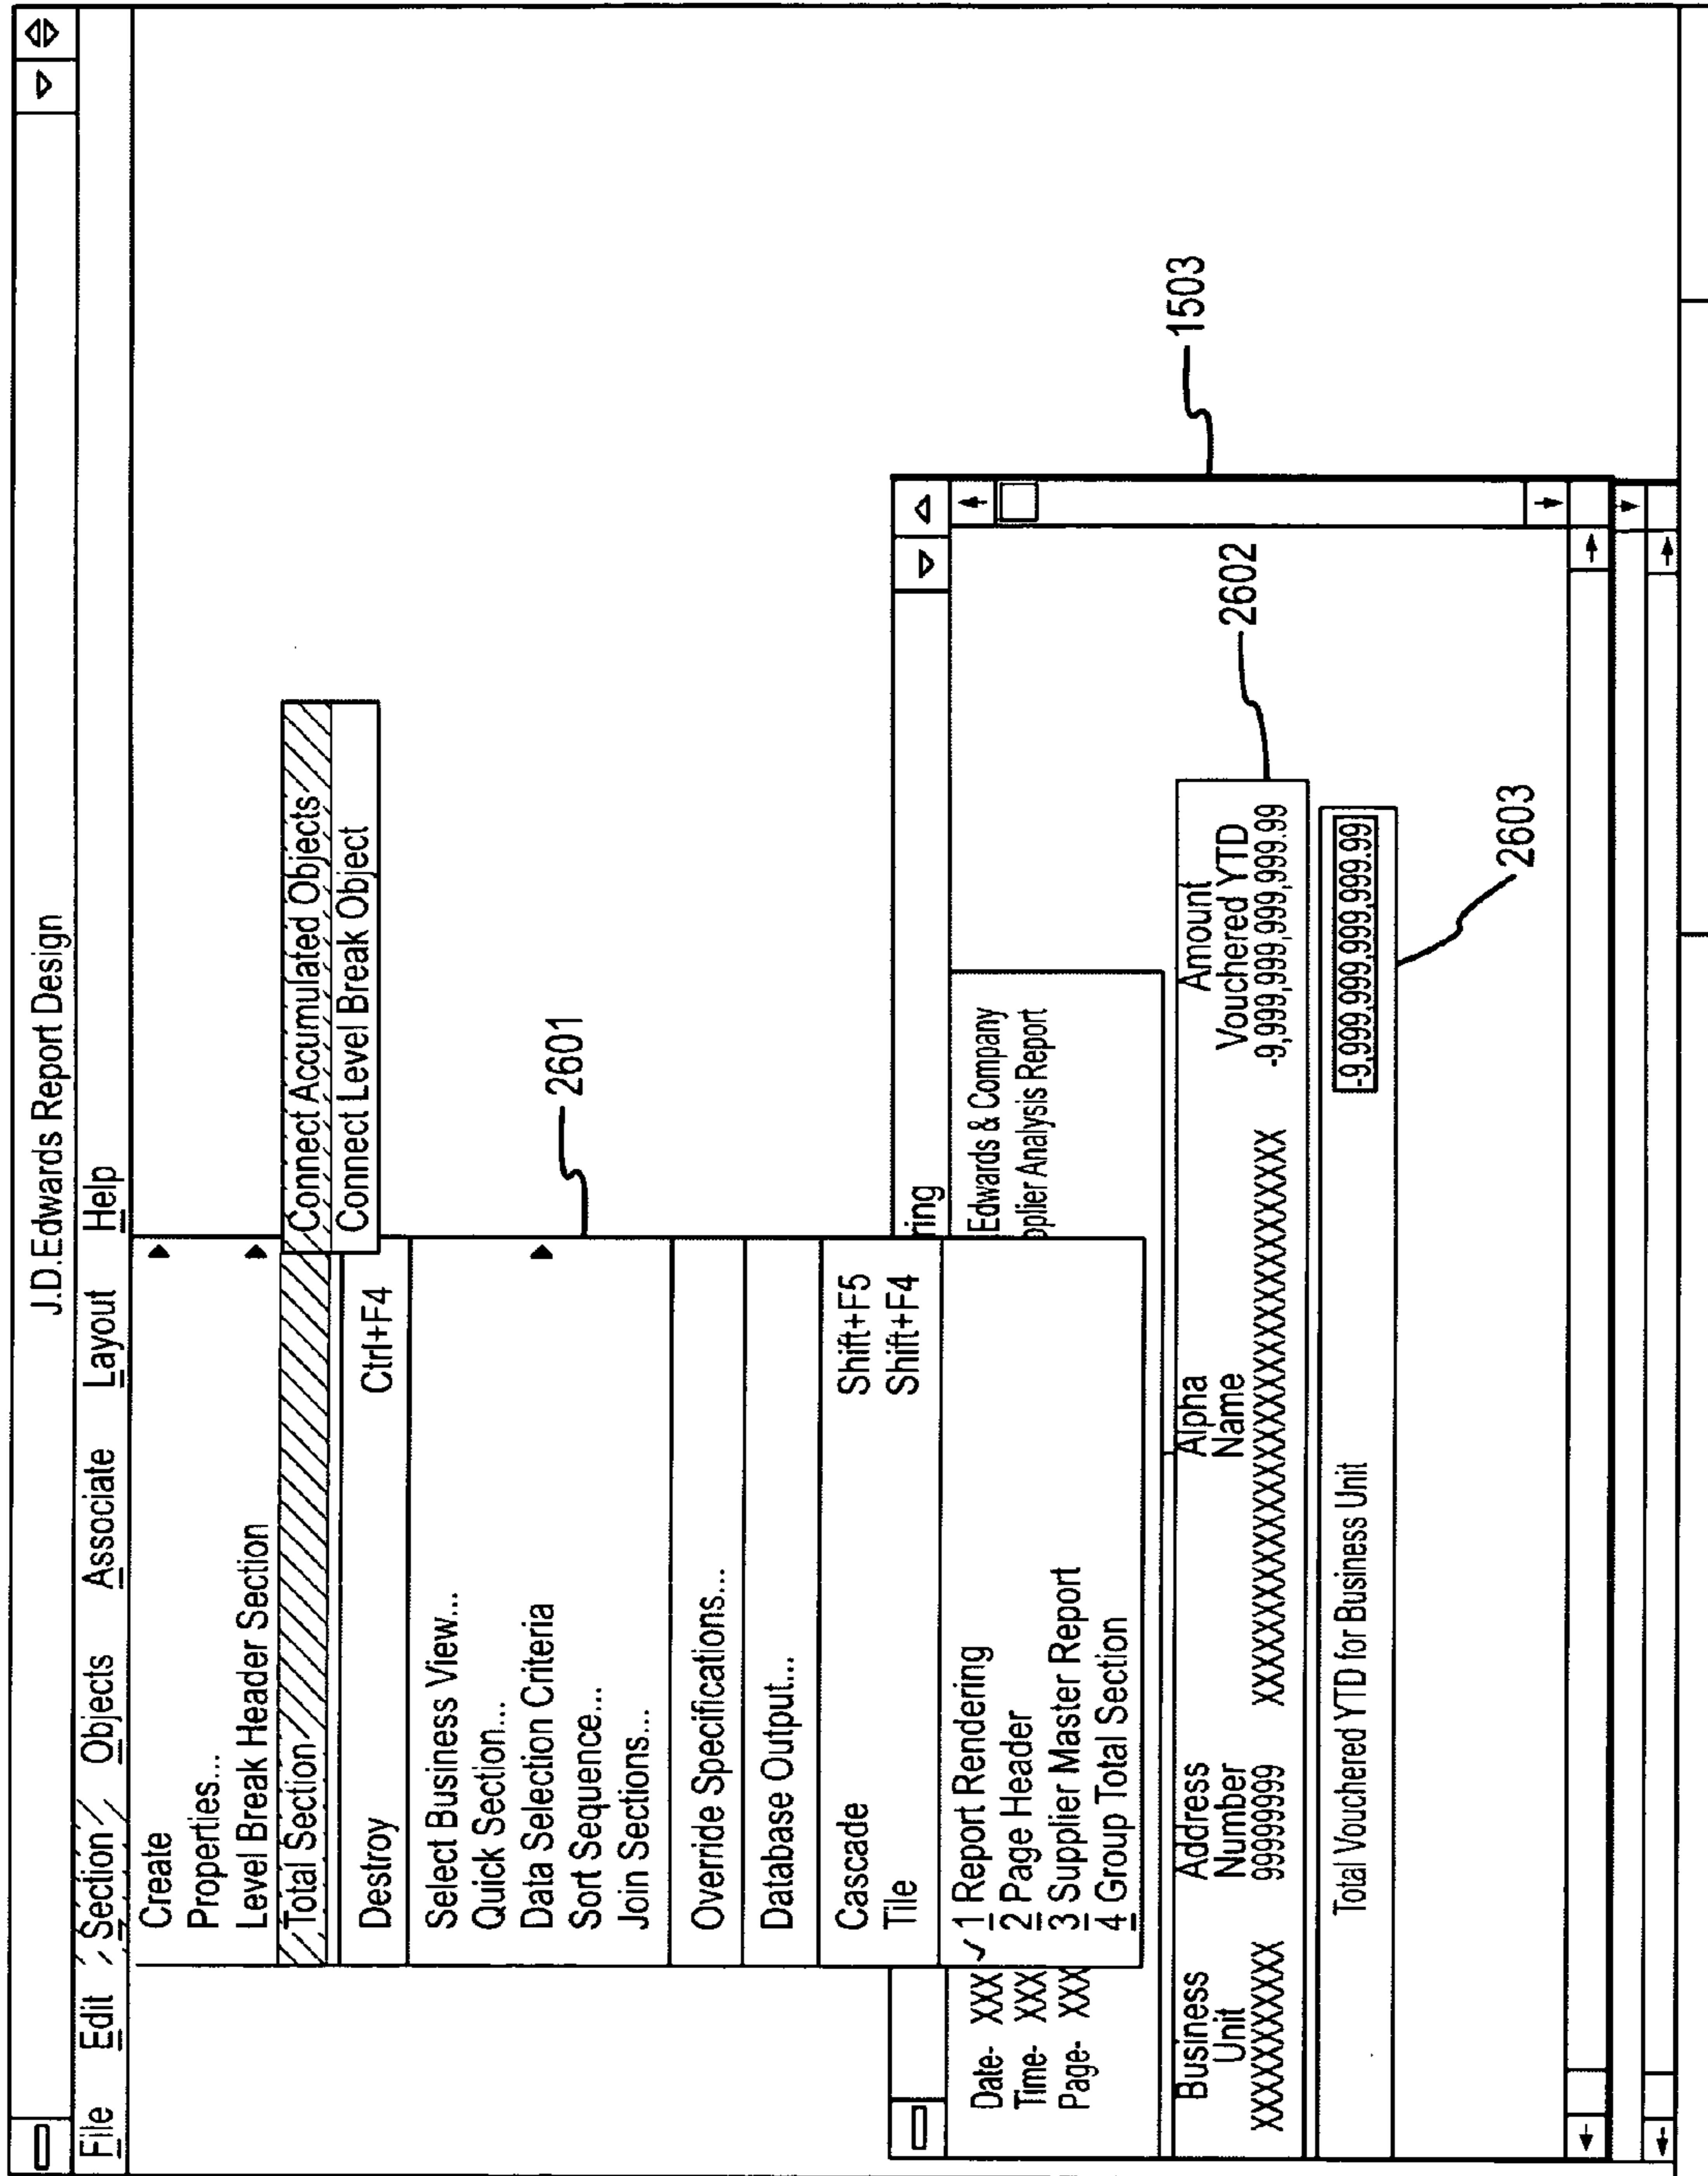 J.D.Edwards Report Design
File Edit Section Objects Associate Layout Help
Create
Properties...
Level Break Header Section
Total Section
Connect Accumulated Objects
Connect Level Break Object
Destroy Ctrl+F4
Select Business View...
Quick Section...
Data Selection Criteria
Sort Sequence...
Join Sections...
2601
Override Specifications...
Database Output...
Cascade Shift+F5
Tile Shift+F4
✓ 1 Report Rendering
2 Page Header
3 Supplier Master Report
4 Group Total Section
ring
Date- XXX
Time- XXX
Page- XXX
Edwards & Company
pplier Analysis Report
1503
Business Address Alpha Amount
Unit Number Name Vouchered YTD
XXXXXXXXXXXX 99999999 XXXXXXXXXXXXXXXXXXXXXXXXXXXXXXXXXXXXXXXX -9,999,999,999,999,999.99
2602
Total Vouchered YTD for Business Unit -9,999,999,999,999,999.99
2603